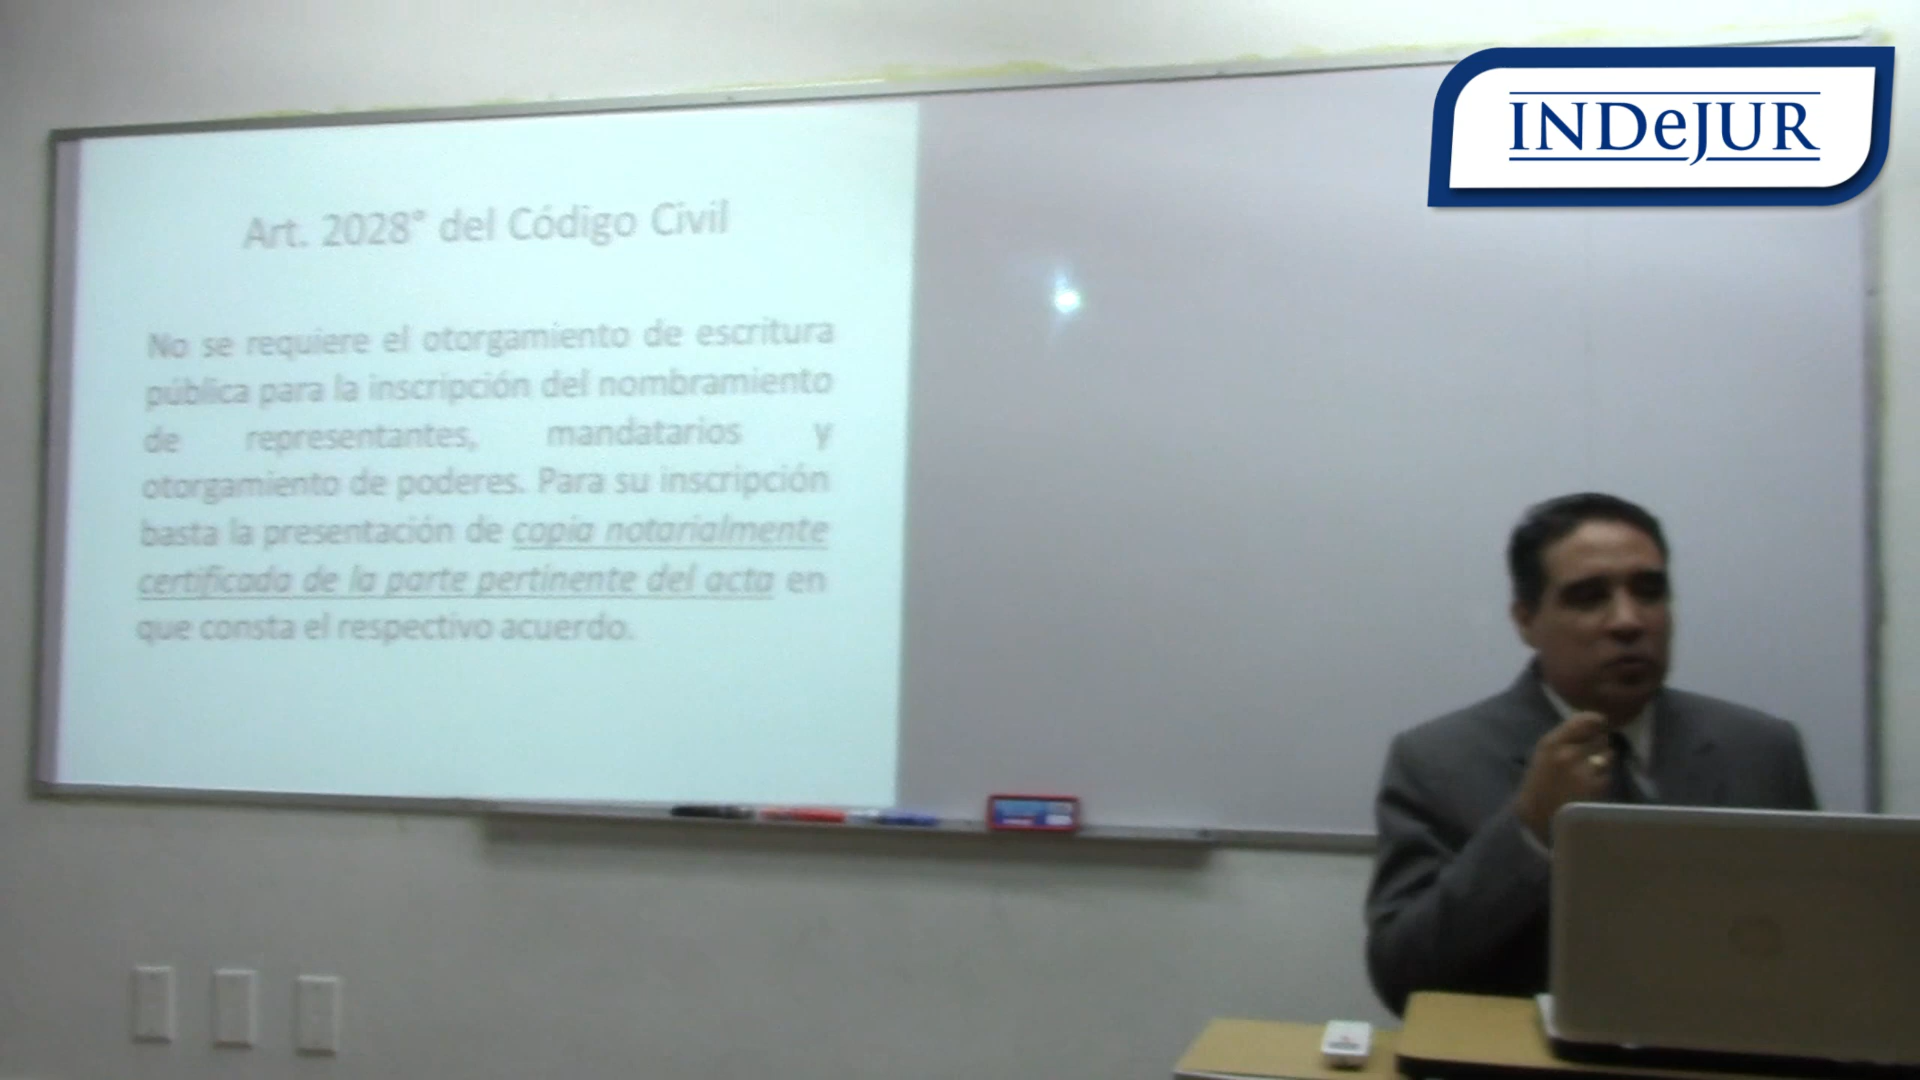 INDeJUR
Art. 2028° del Código Civil
No se requiere el otorgamiento de escritura
pública para la inscripción del nombramiento
de representantes, mandatarios y
otorgamiento de poderes. Para su inscripción
basta la presentación de copia notarialmente
certificada de la parte pertinente del acta en
que consta el respectivo acuerdo.